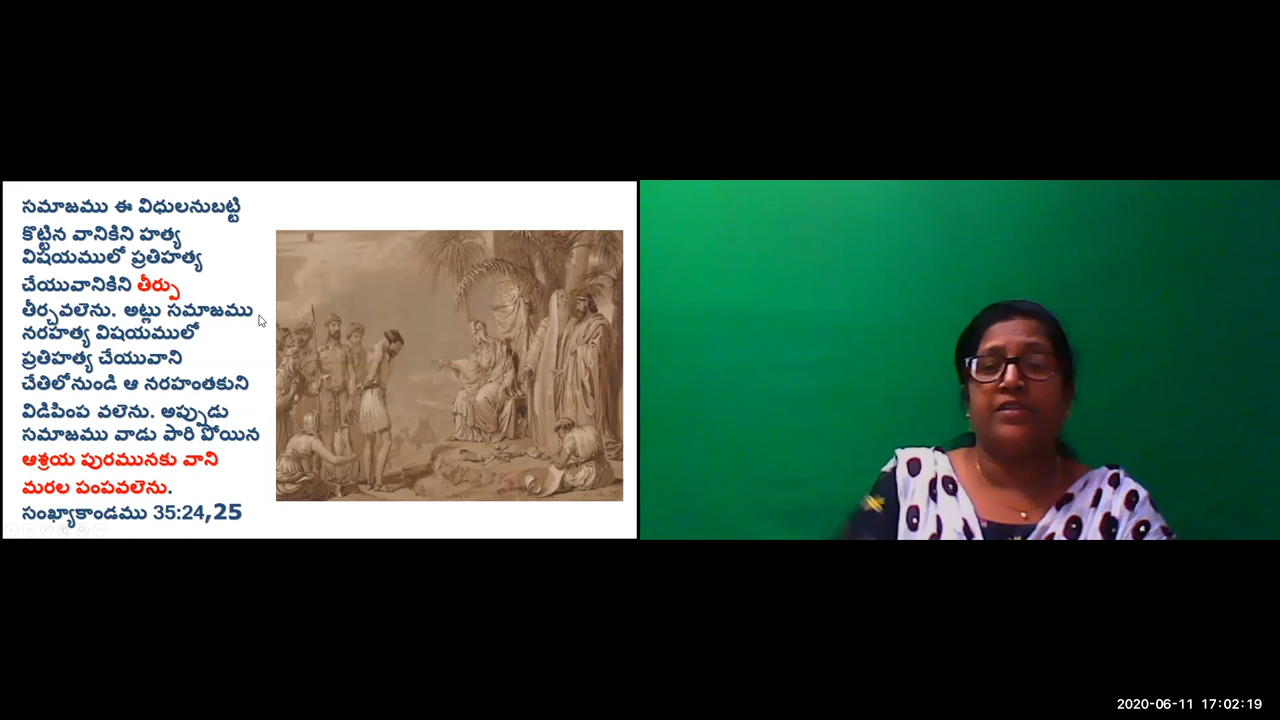 సమాజము ఈ విధులనుబట్టి
కొట్టిన వానికిని హత్య
విషయములో ప్రతిహత్య
చేయువానికిని తీర్పు
తీర్చవలెను. అట్లు సమాజము
నరహత్య విషయములో
ప్రతిహత్య చేయువాని
చేతిలోనుండి ఆ నరహంతకుని
విడిపింప వలెను. అప్పుడు
సమాజము వాడు పారి పోయిన
ఆశ్రయ పురమునకు వాని
మరల పంపవలెను.
సంఖ్యాకాండము 35:24,25
2020-06-11 17:02:19